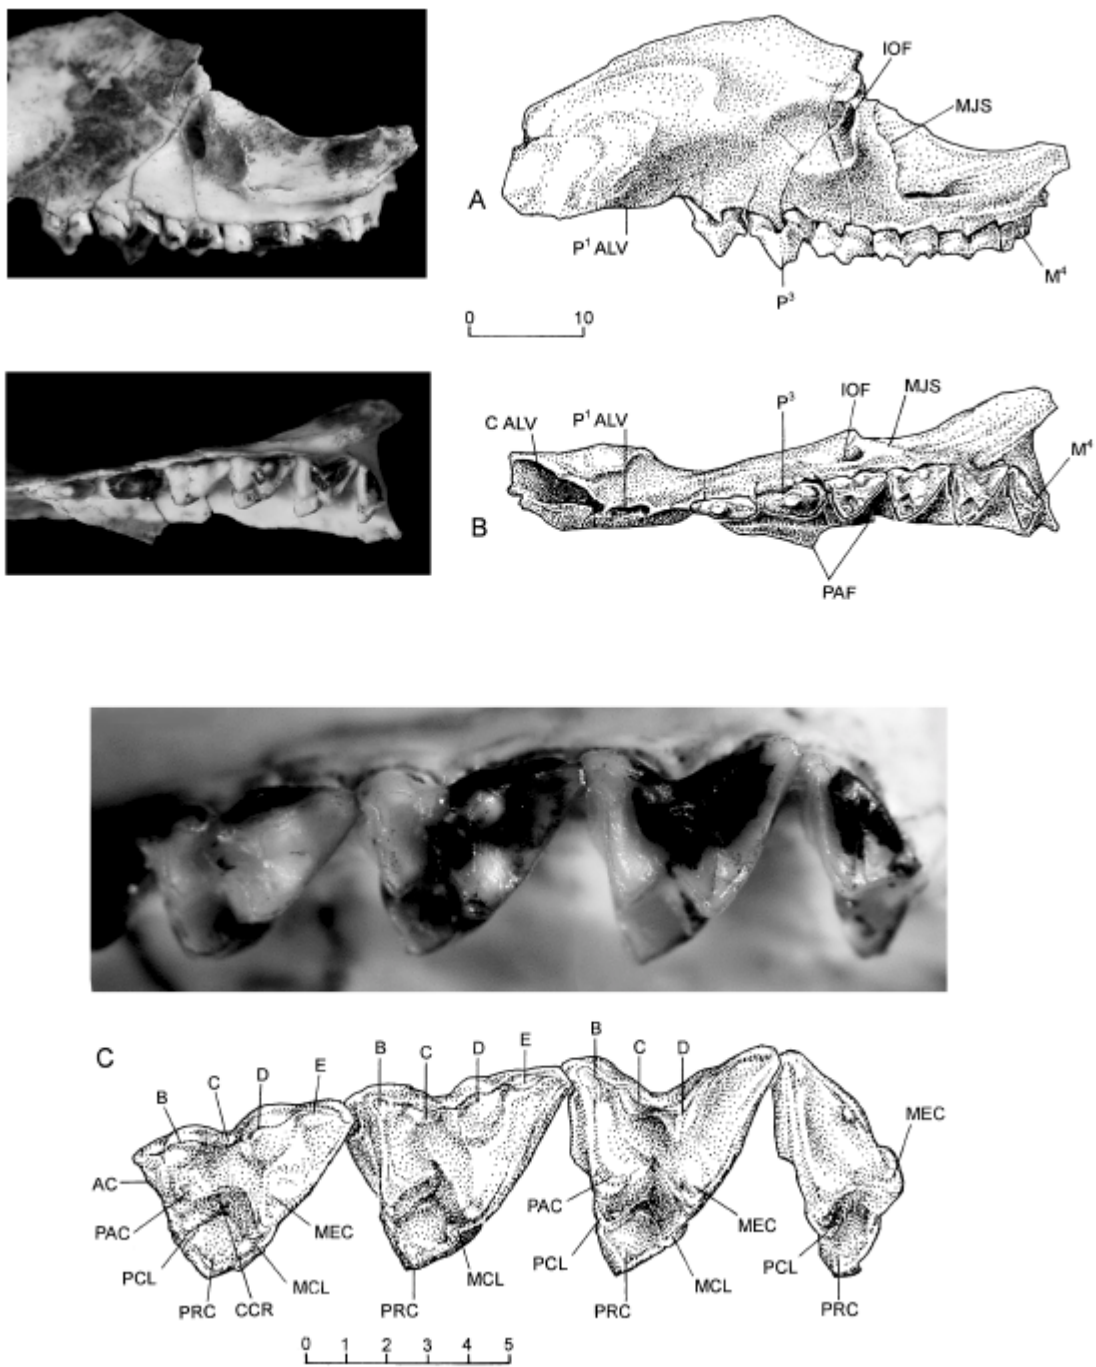 IOF
MJS
A
P¹ ALV
M⁴
P³
0 10
IOF MJS
P³
P¹ ALV
C ALV
M⁴
B
PAF
C
B C D E
B C D E
B C D
AC
PAC
PCL
PRC
CCR
MCL
MEC
PRC
MCL
PAC
PCL
PRC
MCL
MEC
MEC
PCL
PRC
0 1 2 3 4 5